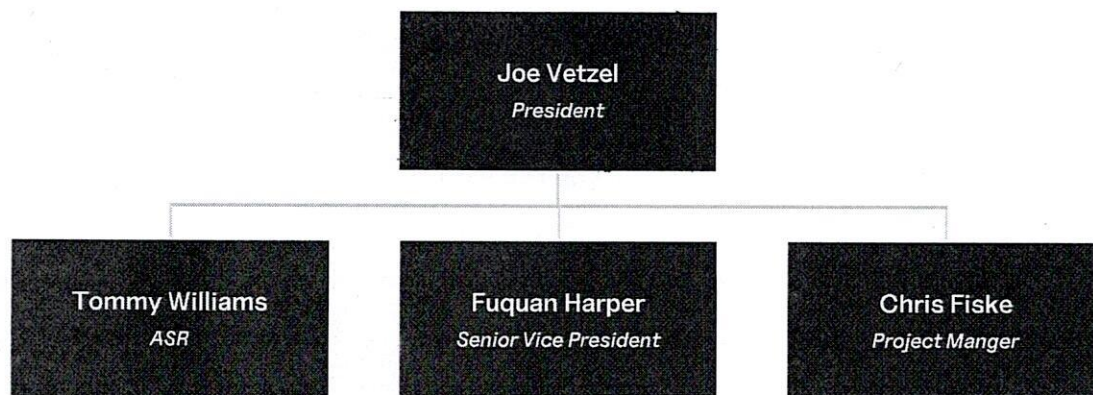 Joe Vetzel
President
Tommy Williams
ASR
Fuquan Harper
Senior Vice President
Chris Fiske
Project Manger